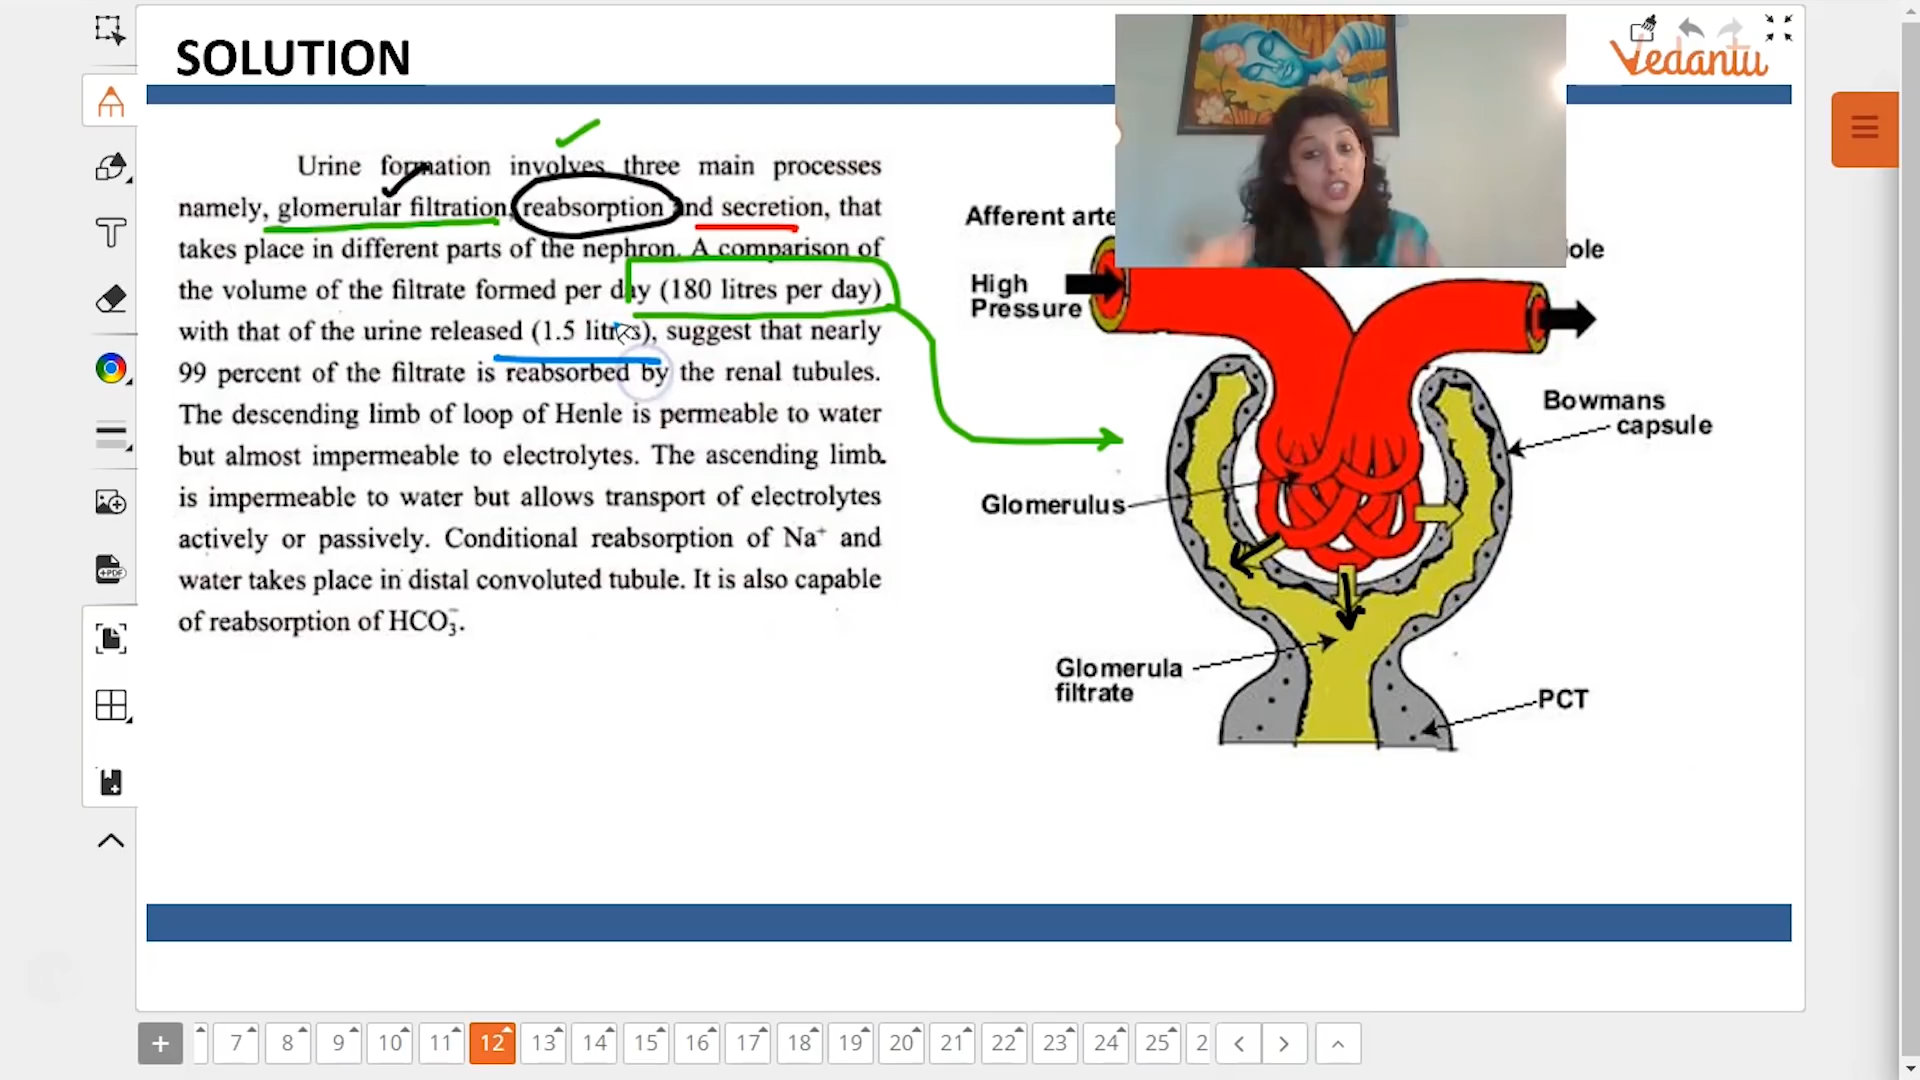 SOLUTION
Vedantu
Urine formation involves three main processes
namely, glomerular filtration, reabsorption and secretion, that
takes place in different parts of the nephron. A comparison of
the volume of the filtrate formed per day (180 litres per day)
with that of the urine released (1.5 litres), suggest that nearly
99 percent of the filtrate is reabsorbed by the renal tubules.
The descending limb of loop of Henle is permeable to water
but almost impermeable to electrolytes. The ascending limb
is impermeable to water but allows transport of electrolytes
actively or passively. Conditional reabsorption of Na⁺ and
water takes place in distal convoluted tubule. It is also capable
of reabsorption of HCO₃⁻.
Afferent arte
iole
High
Pressure
Bowmans
capsule
Glomerulus
Glomerula
filtrate
PCT
+PDF
7 8 9 10 11 12 13 14 15 16 17 18 19 20 21 22 23 24 25 2